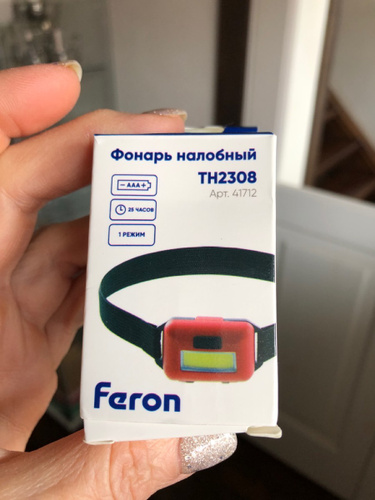 Фонарь налобный
TH2308
Арт. 41712
– AAA +
25 ЧАСОВ
1 РЕЖИМ
Feron